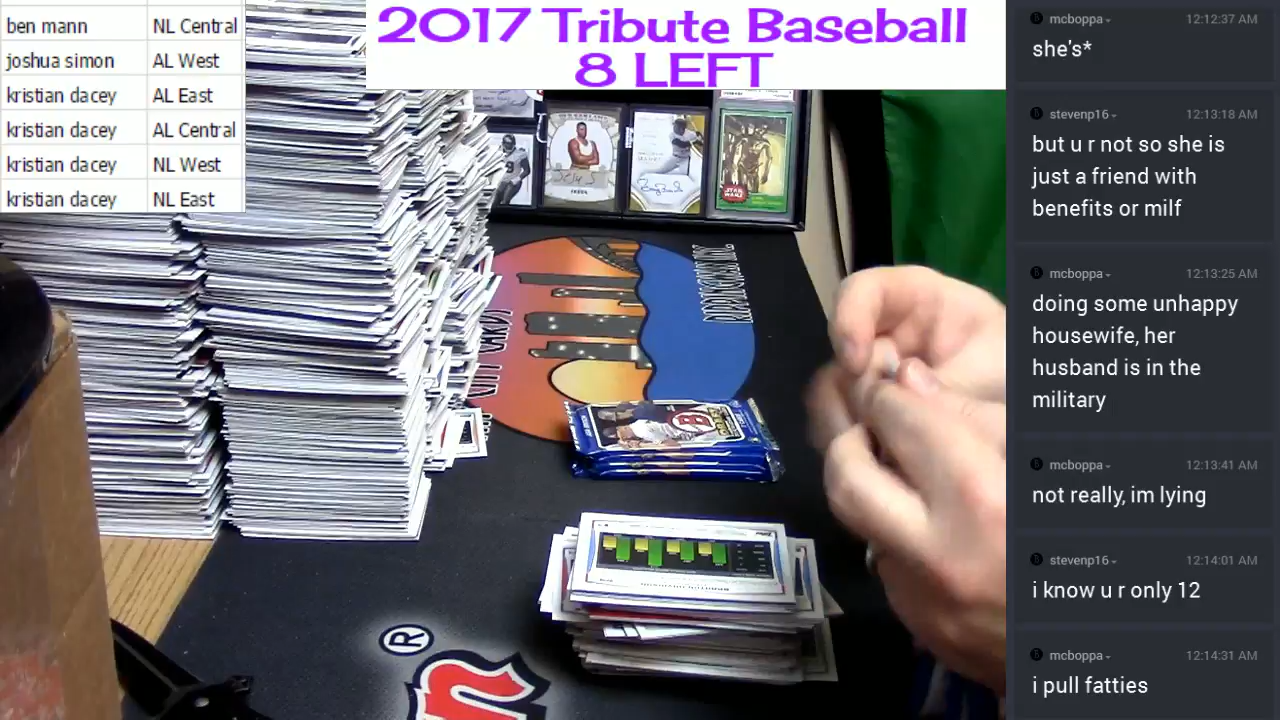 ben mann NL Central
joshua simon AL West
kristian dacey AL East
kristian dacey AL Central
kristian dacey NL West
kristian dacey NL East
2017 Tribute Baseball
8 LEFT
STAR
WARS
CITY CARDS
®
mcboppa 12:12:37 AM
she's*
stevenp16 12:13:18 AM
but u r not so she is
just a friend with
benefits or milf
mcboppa 12:13:25 AM
doing some unhappy
housewife, her
husband is in the
military
mcboppa 12:13:41 AM
not really, im lying
stevenp16 12:14:01 AM
i know u r only 12
mcboppa 12:14:31 AM
i pull fatties